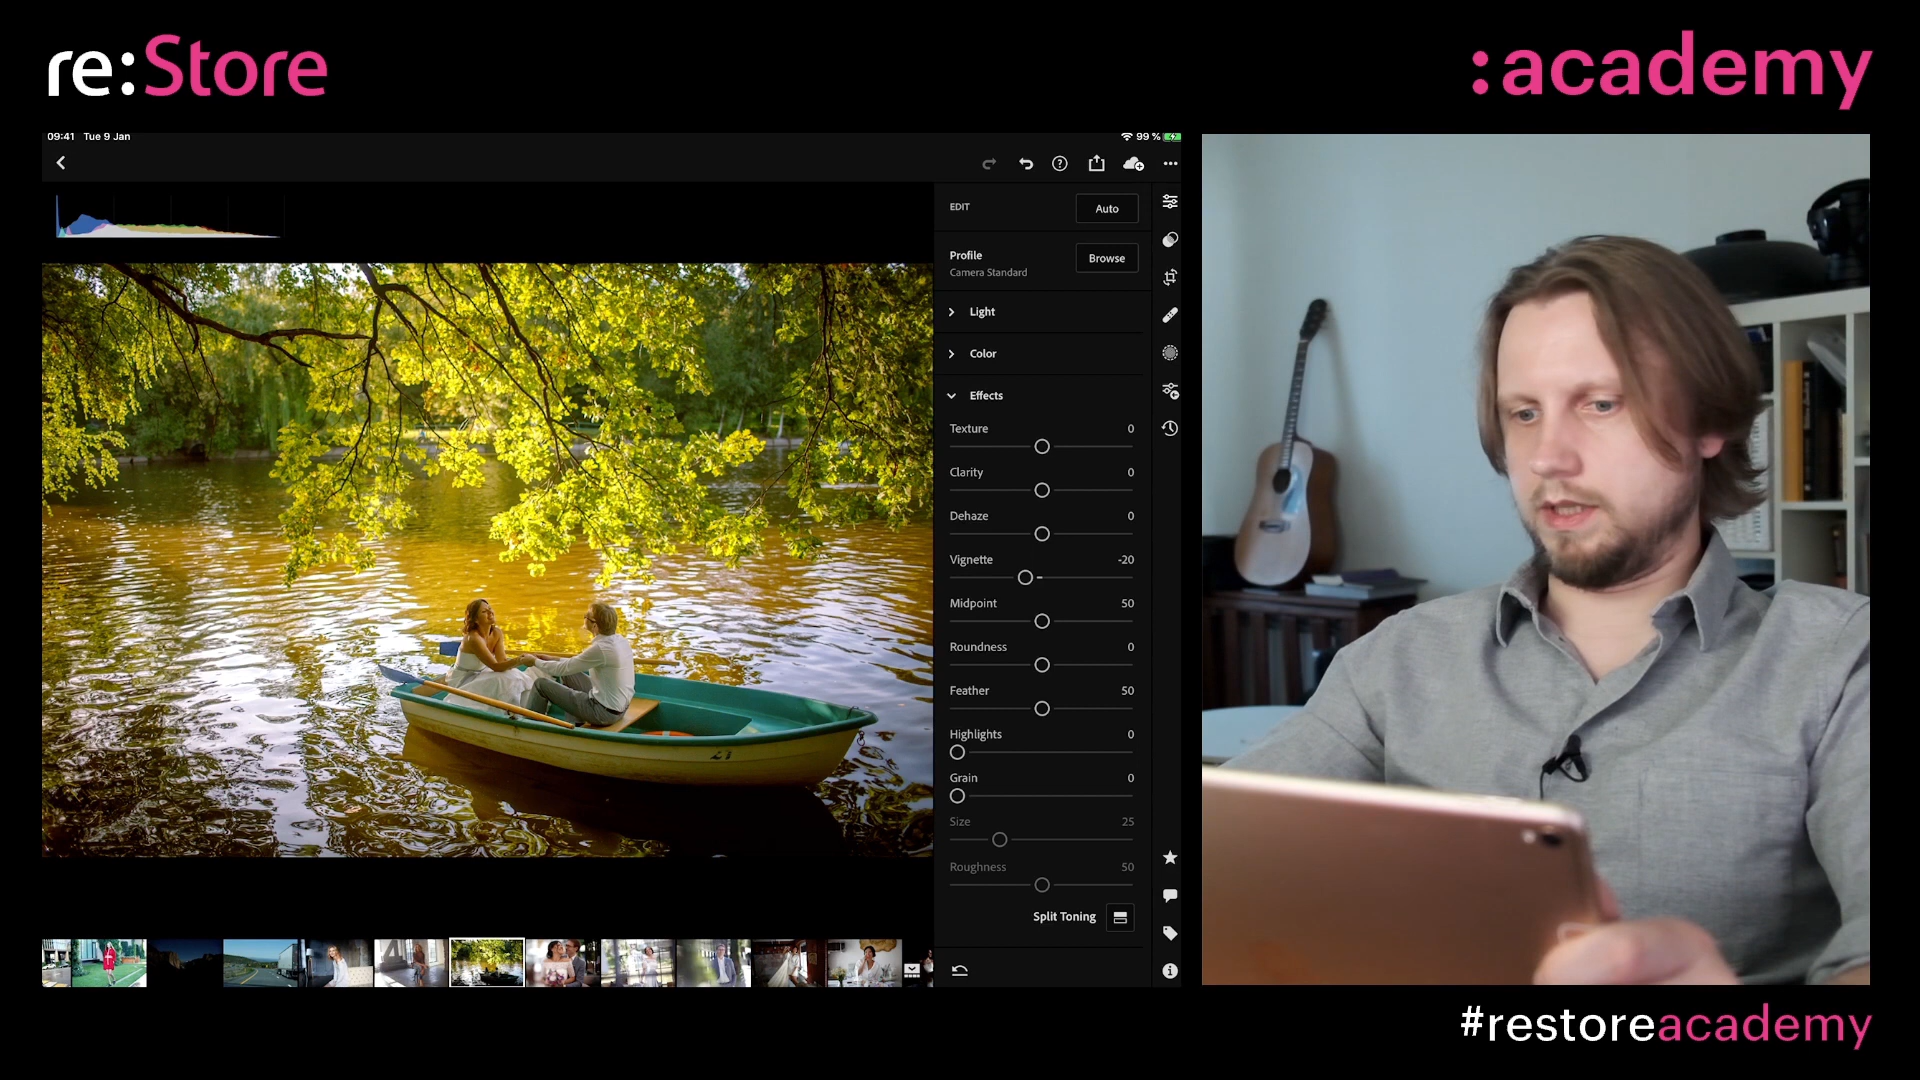 re:Store
:academy
09:41 Tue 9 Jan
99 %
EDIT
Auto
Profile
Camera Standard
Browse
Light
Color
Effects
Texture 0
Clarity 0
Dehaze 0
Vignette -20
Midpoint 50
Roundness 0
Feather 50
Highlights 0
Grain 0
Size 25
Roughness 50
Split Toning
#restoreacademy